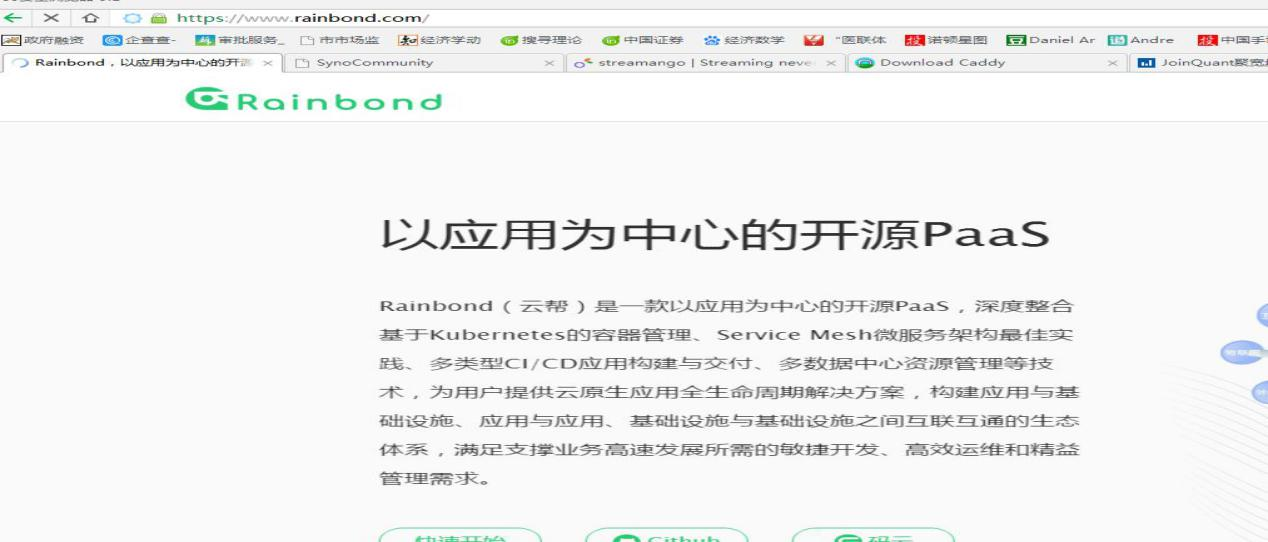 https://www.rainbond.com/
政府融资 企查查- 审批服务_ 市市场监 经济学动 搜寻理论 中国证券 经济数学 "医联体 诺顿星图 Daniel Ar Andre 中国手
Rainbond，以应用为中心的开源 × SynoCommunity × streamango | Streaming neve × Download Caddy × JoinQuant聚宽
Rainbond
以应用为中心的开源PaaS
Rainbond（云帮）是一款以应用为中心的开源PaaS，深度整合
基于Kubernetes的容器管理、Service Mesh微服务架构最佳实
践、多类型CI/CD应用构建与交付、多数据中心资源管理等技
术，为用户提供云原生应用全生命周期解决方案，构建应用与基
础设施、应用与应用、基础设施与基础设施之间互联互通的生态
体系，满足支撑业务高速发展所需的敏捷开发、高效运维和精益
管理需求。
快速开始 Github 码云